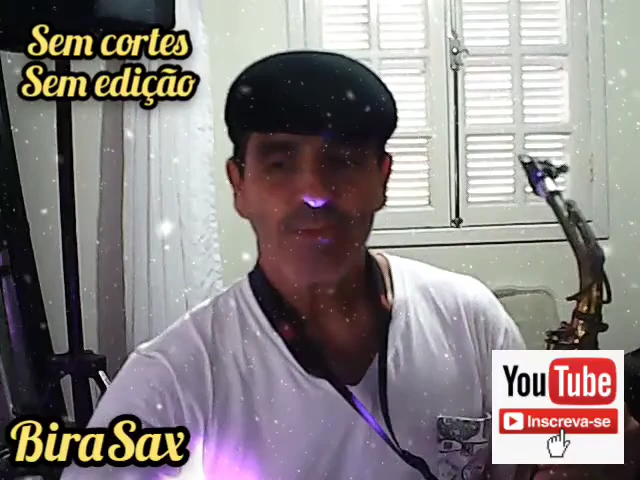 Sem cortes
Sem edição
BiraSax
YouTube
Inscreva-se